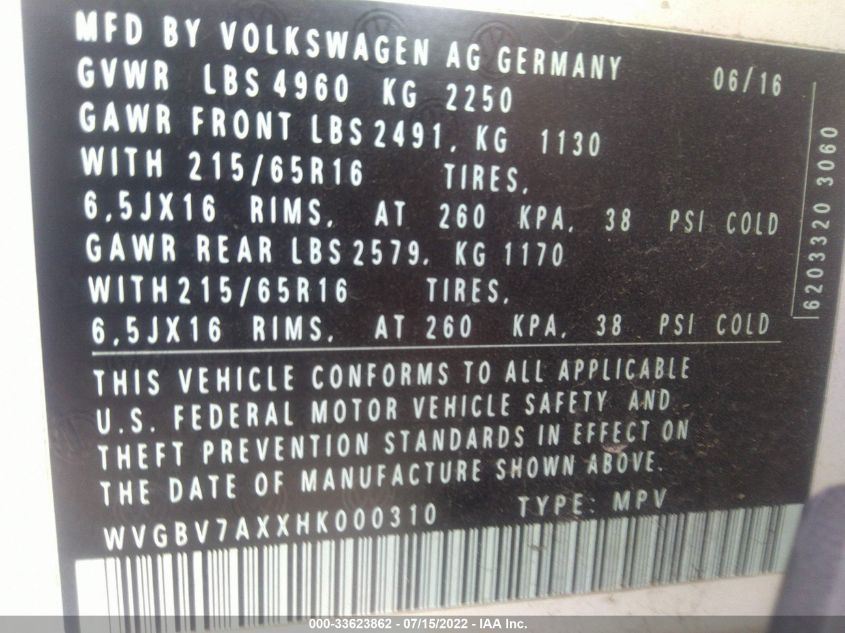 MFD BY VOLKSWAGEN AG GERMANY 06/16
GVWR LBS 4960 KG 2250
GAWR FRONT LBS 2491, KG 1130
WITH 215/65R16 TIRES,
6,5JX16 RIMS, AT 260 KPA, 38 PSI COLD
GAWR REAR LBS 2579, KG 1170
WITH 215/65R16 TIRES,
6,5JX16 RIMS, AT 260 KPA, 38 PSI COLD
6203320 3060
THIS VEHICLE CONFORMS TO ALL APPLICABLE
U.S. FEDERAL MOTOR VEHICLE SAFETY AND
THEFT PREVENTION STANDARDS IN EFFECT ON
THE DATE OF MANUFACTURE SHOWN ABOVE.
WVGBV7AXXHK000310 TYPE: MPV
000-33623862 - 07/15/2022 - IAA Inc.